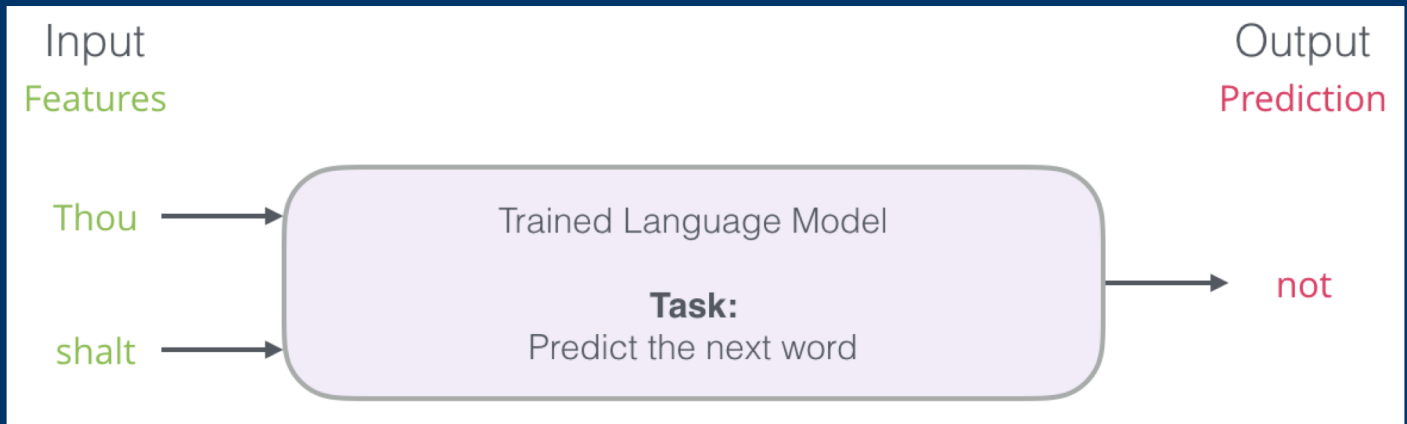 Input
Output
Features
Prediction
Thou
Trained Language Model
Task:
not
shalt
Predict the next word